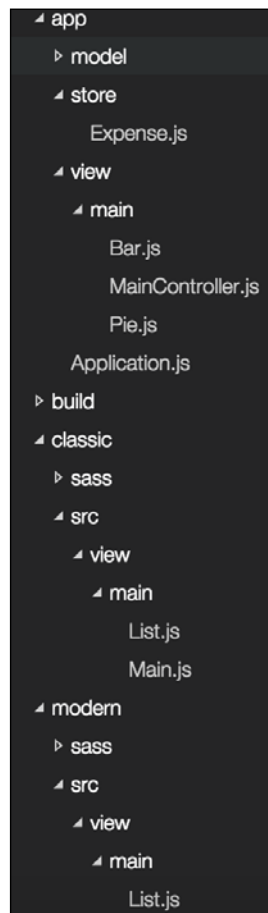 app
model
store
Expense.js
view
main
Bar.js
MainController.js
Pie.js
Application.js
build
classic
sass
src
view
main
List.js
Main.js
modern
sass
src
view
main
List.js